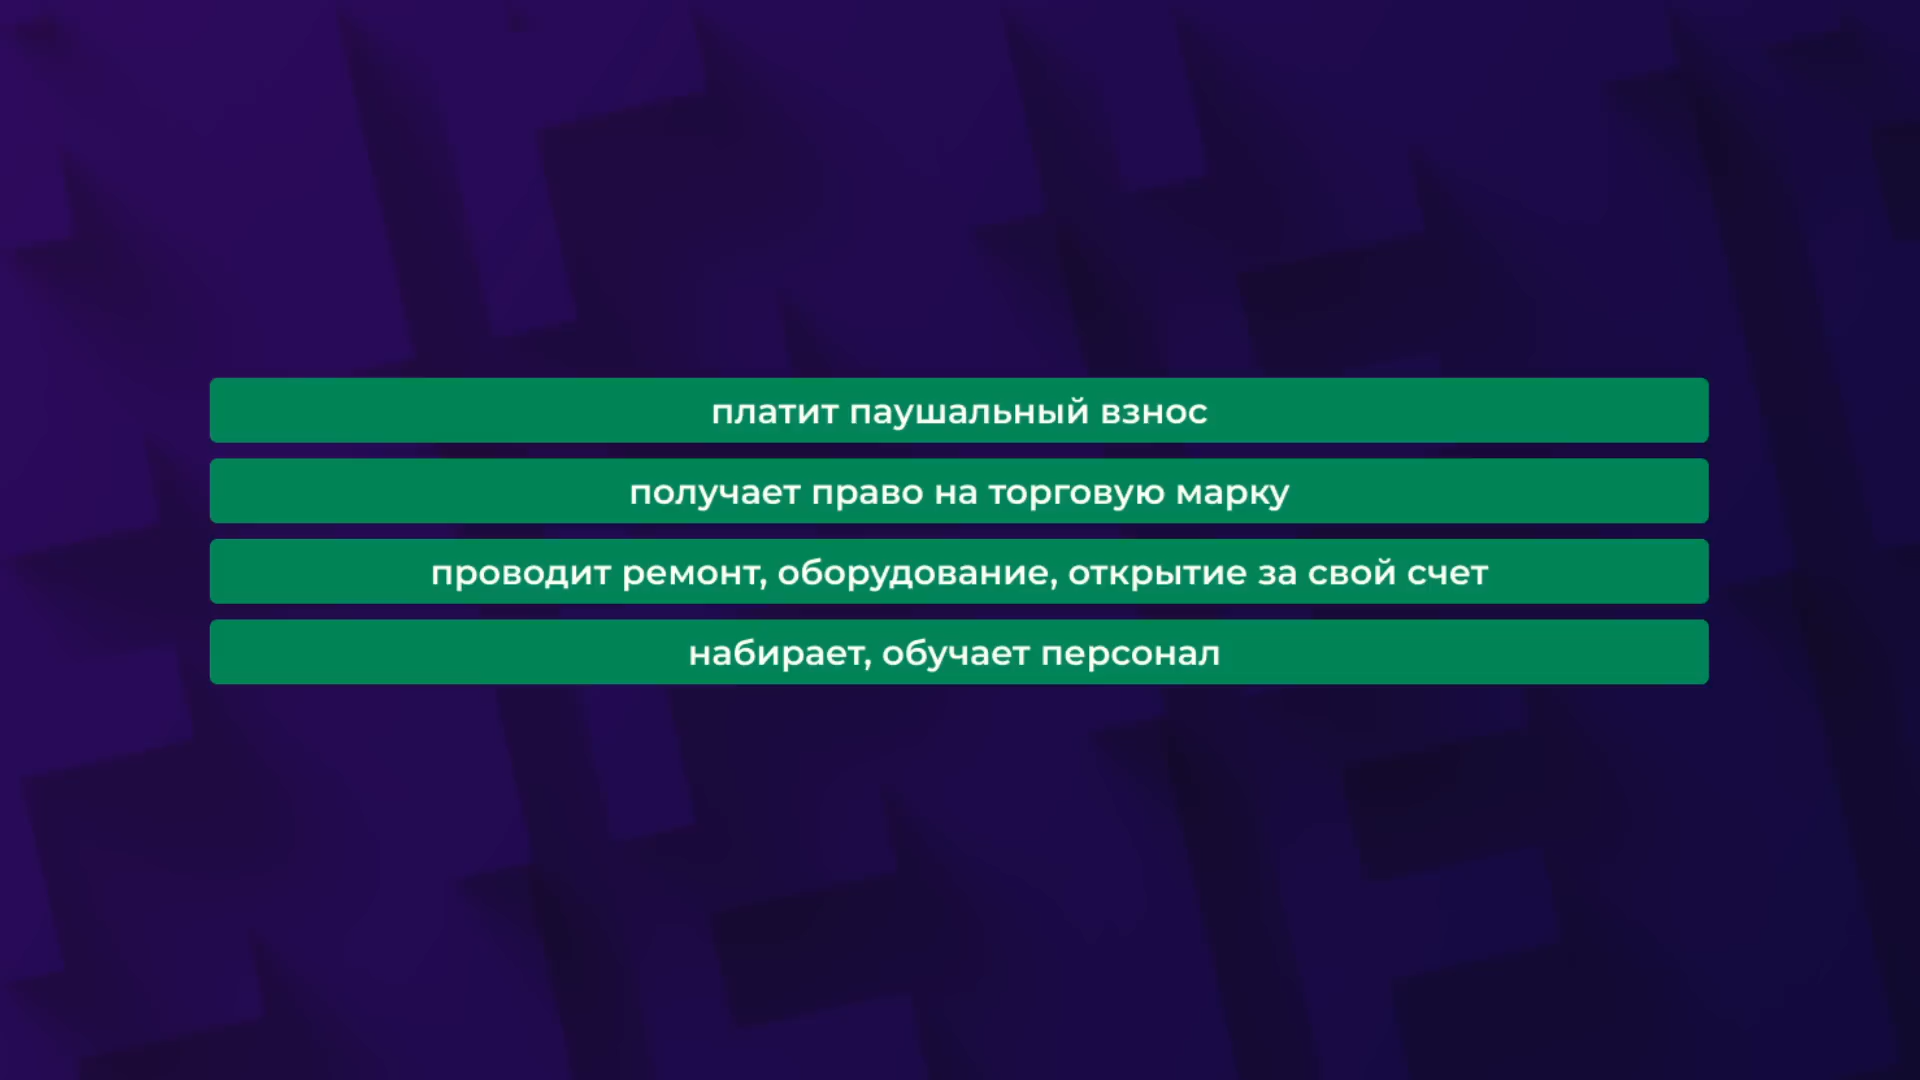 платит паушальный взнос
получает право на торговую марку
проводит ремонт, оборудование, открытие за свой счет
набирает, обучает персонал